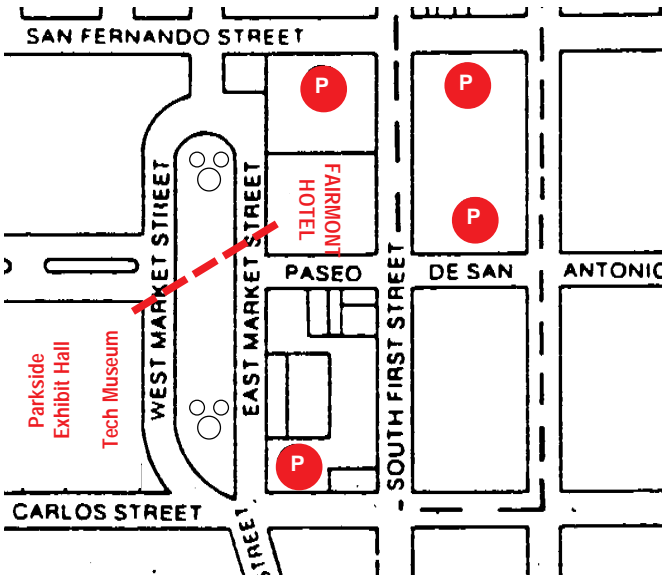 SAN FERNANDO STREET
P
P
FAIRMONT
HOTEL
P
WEST MARKET STREET
EAST MARKET STREET
PASEO
DE SAN
ANTONIO
SOUTH FIRST STREET
Parkside
Exhibit Hall
Tech Museum
P
CARLOS STREET
STREET